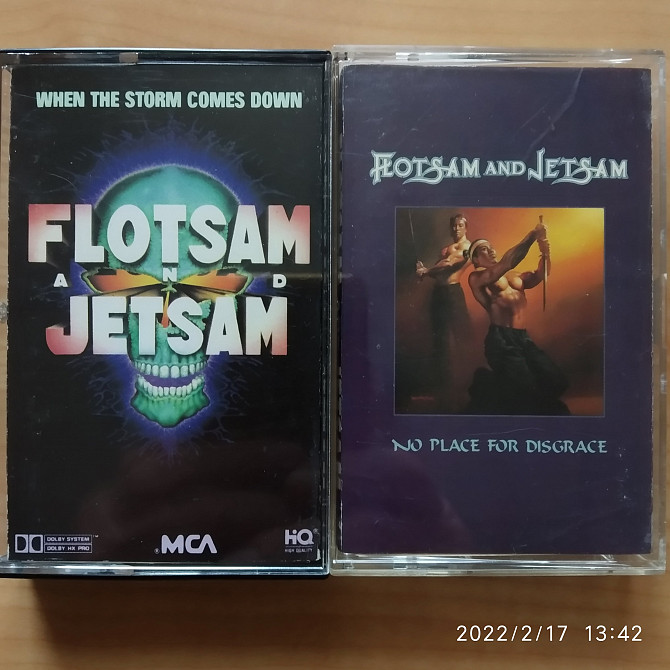 WHEN THE STORM COMES DOWN
FLOTSAM
AND
JETSAM
DOLBY SYSTEM
DOLBY HX PRO
MCA
HiQ
HIGH QUALITY
FLOTSAM AND JETSAM
NO PLACE FOR DISGRACE
2022/2/17 13:42